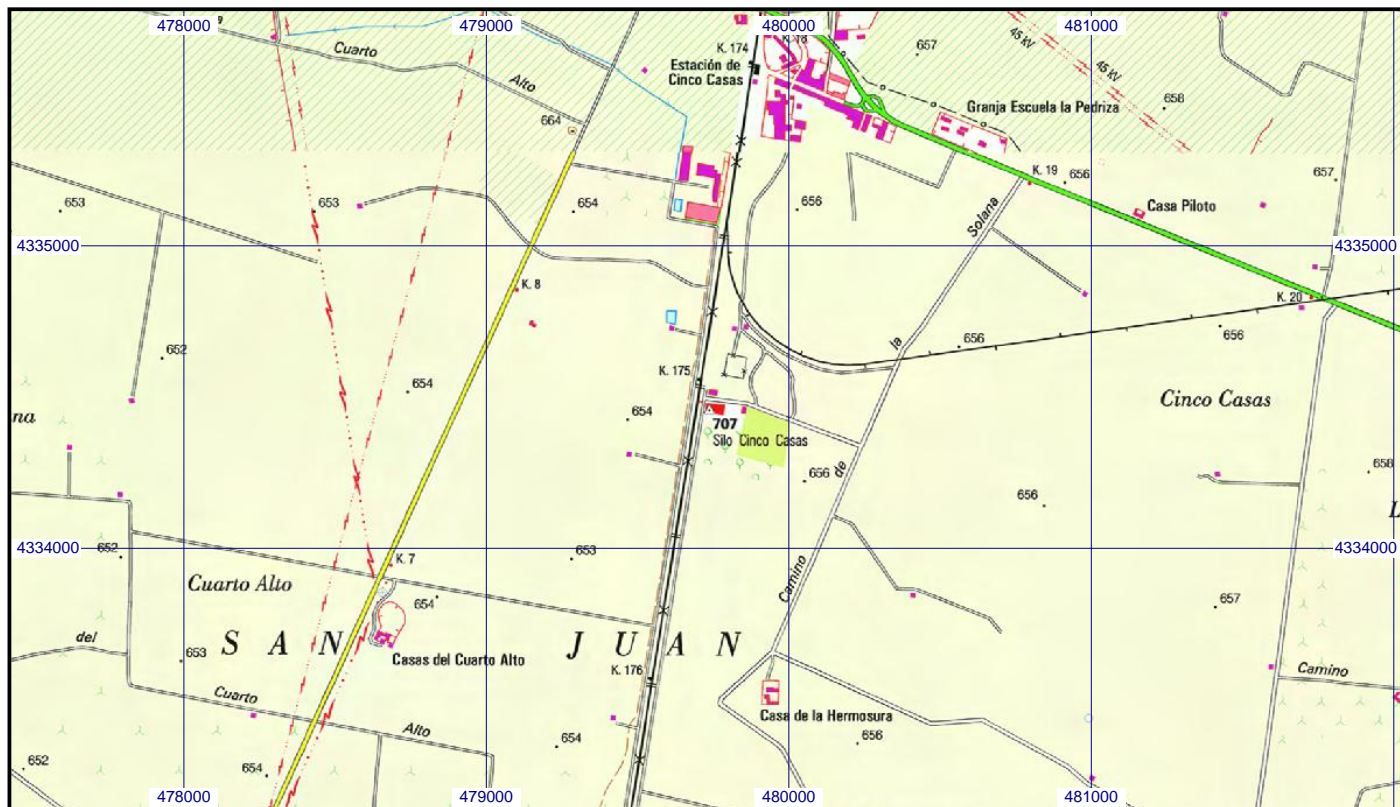 478000
479000
480000
481000
K. 174
K. 18
657
45 kV
45 kV
Cuarto
Alto
Estación de
Cinco Casas
664
Granja Escuela la Pedriza
658
653
653
654
656
K. 19
656
657
Casa Piloto
Solana
4335000
4335000
K. 8
K. 20
652
la
656
656
654
K. 175
Cinco Casas
na
654
707
Silo Cinco Casas
de
656
658
656
L
4334000
4334000
652
K. 7
653
Cuarto Alto
654
Camino
657
SAN JUAN
del
653
Casas del Cuarto Alto
K. 176
Camino
Cuarto
Casa de la Hermosura
Alto
654
656
652
654
478000
479000
480000
481000